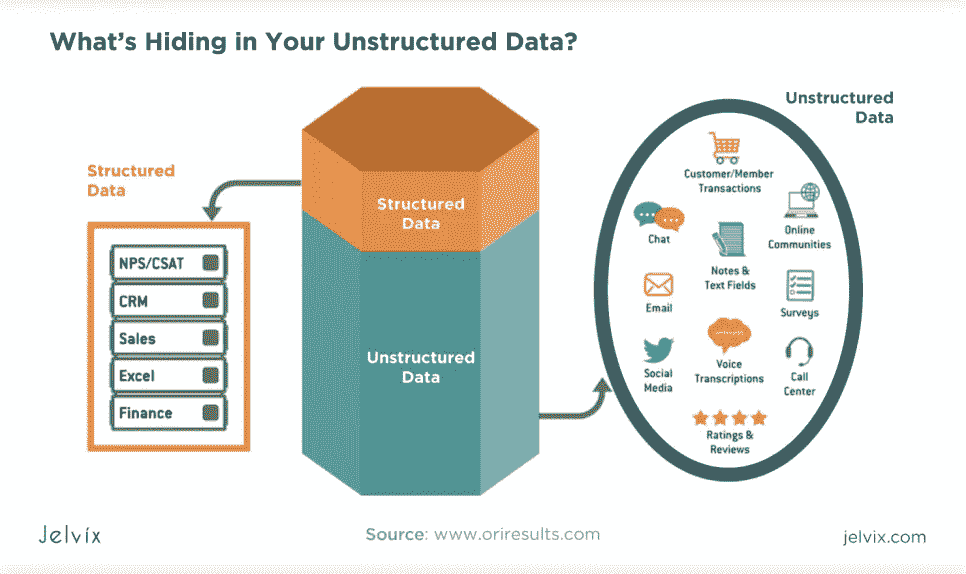 What's Hiding in Your Unstructured Data?
Structured
Data
NPS/CSAT
CRM
Sales
Excel
Finance
Structured
Data
Unstructured
Data
Unstructured
Data
Customer/Member
Transactions
Chat
Online
Communities
Notes &
Text Fields
Email
Surveys
Social
Media
Voice
Transcriptions
Call
Center
Ratings &
Reviews
Jelvix
Source: www.oriresults.com
jelvix.com